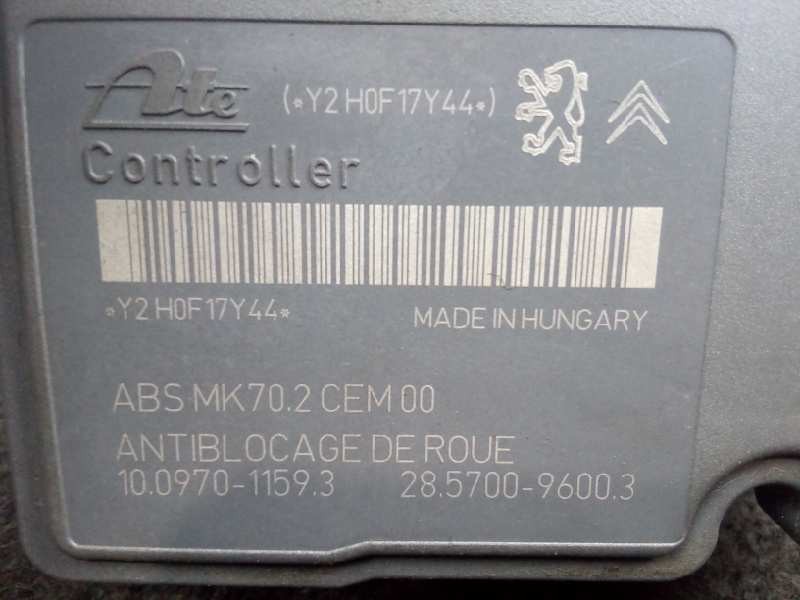 Ate (*Y2 H0F17Y44*)
Controller
*Y2 H0F17Y44* MADE IN HUNGARY
ABS MK70.2 CEM 00
ANTIBLOCAGE DE ROUE
10.0970-1159.3 28.5700-9600.3